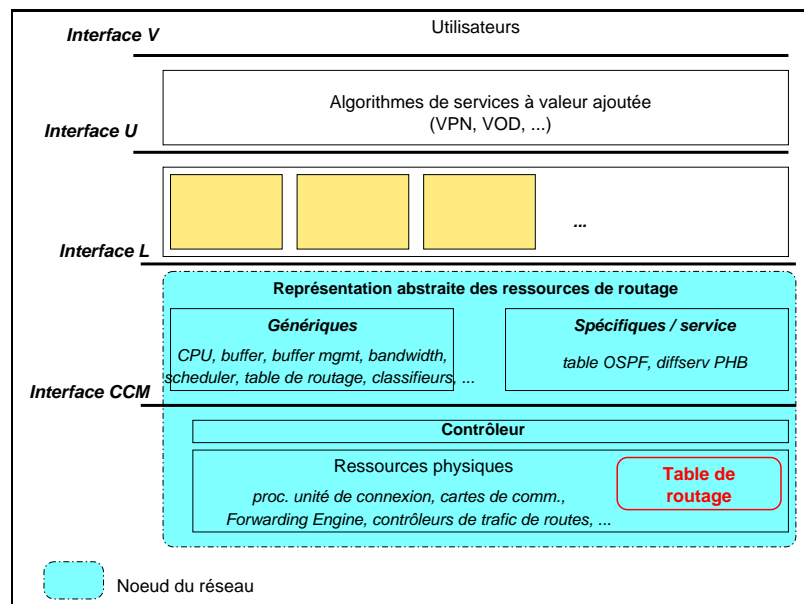 Interface V
Utilisateurs
Algorithmes de services à valeur ajoutée
(VPN, VOD, ...)
Interface U
...
Interface L
Représentation abstraite des ressources de routage
Génériques
CPU, buffer, buffer mgmt, bandwidth,
scheduler, table de routage, classifieurs, ...
Spécifiques / service
table OSPF, diffserv PHB
Interface CCM
Contrôleur
Ressources physiques
proc. unité de connexion, cartes de comm.,
Forwarding Engine, contrôleurs de trafic de routes, ...
Table de
routage
Noeud du réseau